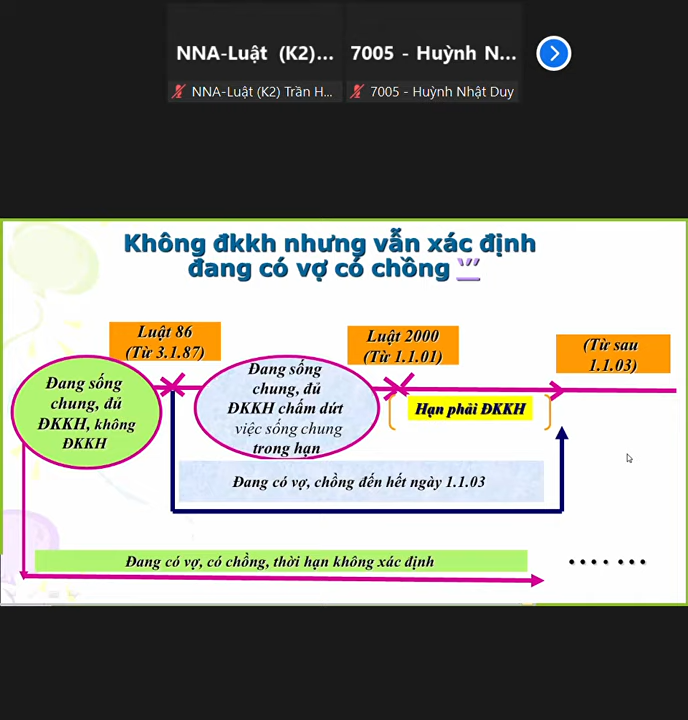 NNA-Luật (K2)...
7005 - Huỳnh N...
NNA-Luật (K2) Trần H...
7005 - Huỳnh Nhật Duy
Không đkkh nhưng vẫn xác định
đang có vợ có chồng
Luật 86
(Từ 3.1.87)
Luật 2000
(Từ 1.1.01)
(Từ sau
1.1.03)
Đang sống
chung, đủ
ĐKKH, không
ĐKKH
Đang sống
chung, đủ
ĐKKH chấm dứt
việc sống chung
trong hạn
Hạn phải ĐKKH
Đang có vợ, chồng đến hết ngày 1.1.03
Đang có vợ, có chồng, thời hạn không xác định
.......